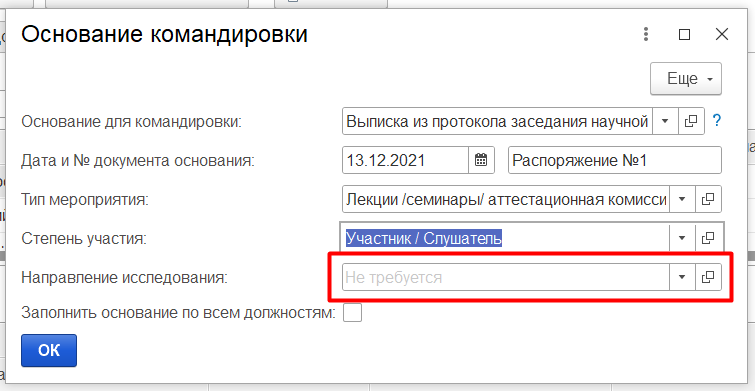 Основание командировки
Еще
Основание для командировки: Выписка из протокола заседания научной ?
Дата и № документа основания: 13.12.2021 Распоряжение №1
Тип мероприятия: Лекции /семинары/ аттестационная комисси
Степень участия: Участник / Слушатель
Направление исследования: Не требуется
Заполнить основание по всем должностям:
ОК